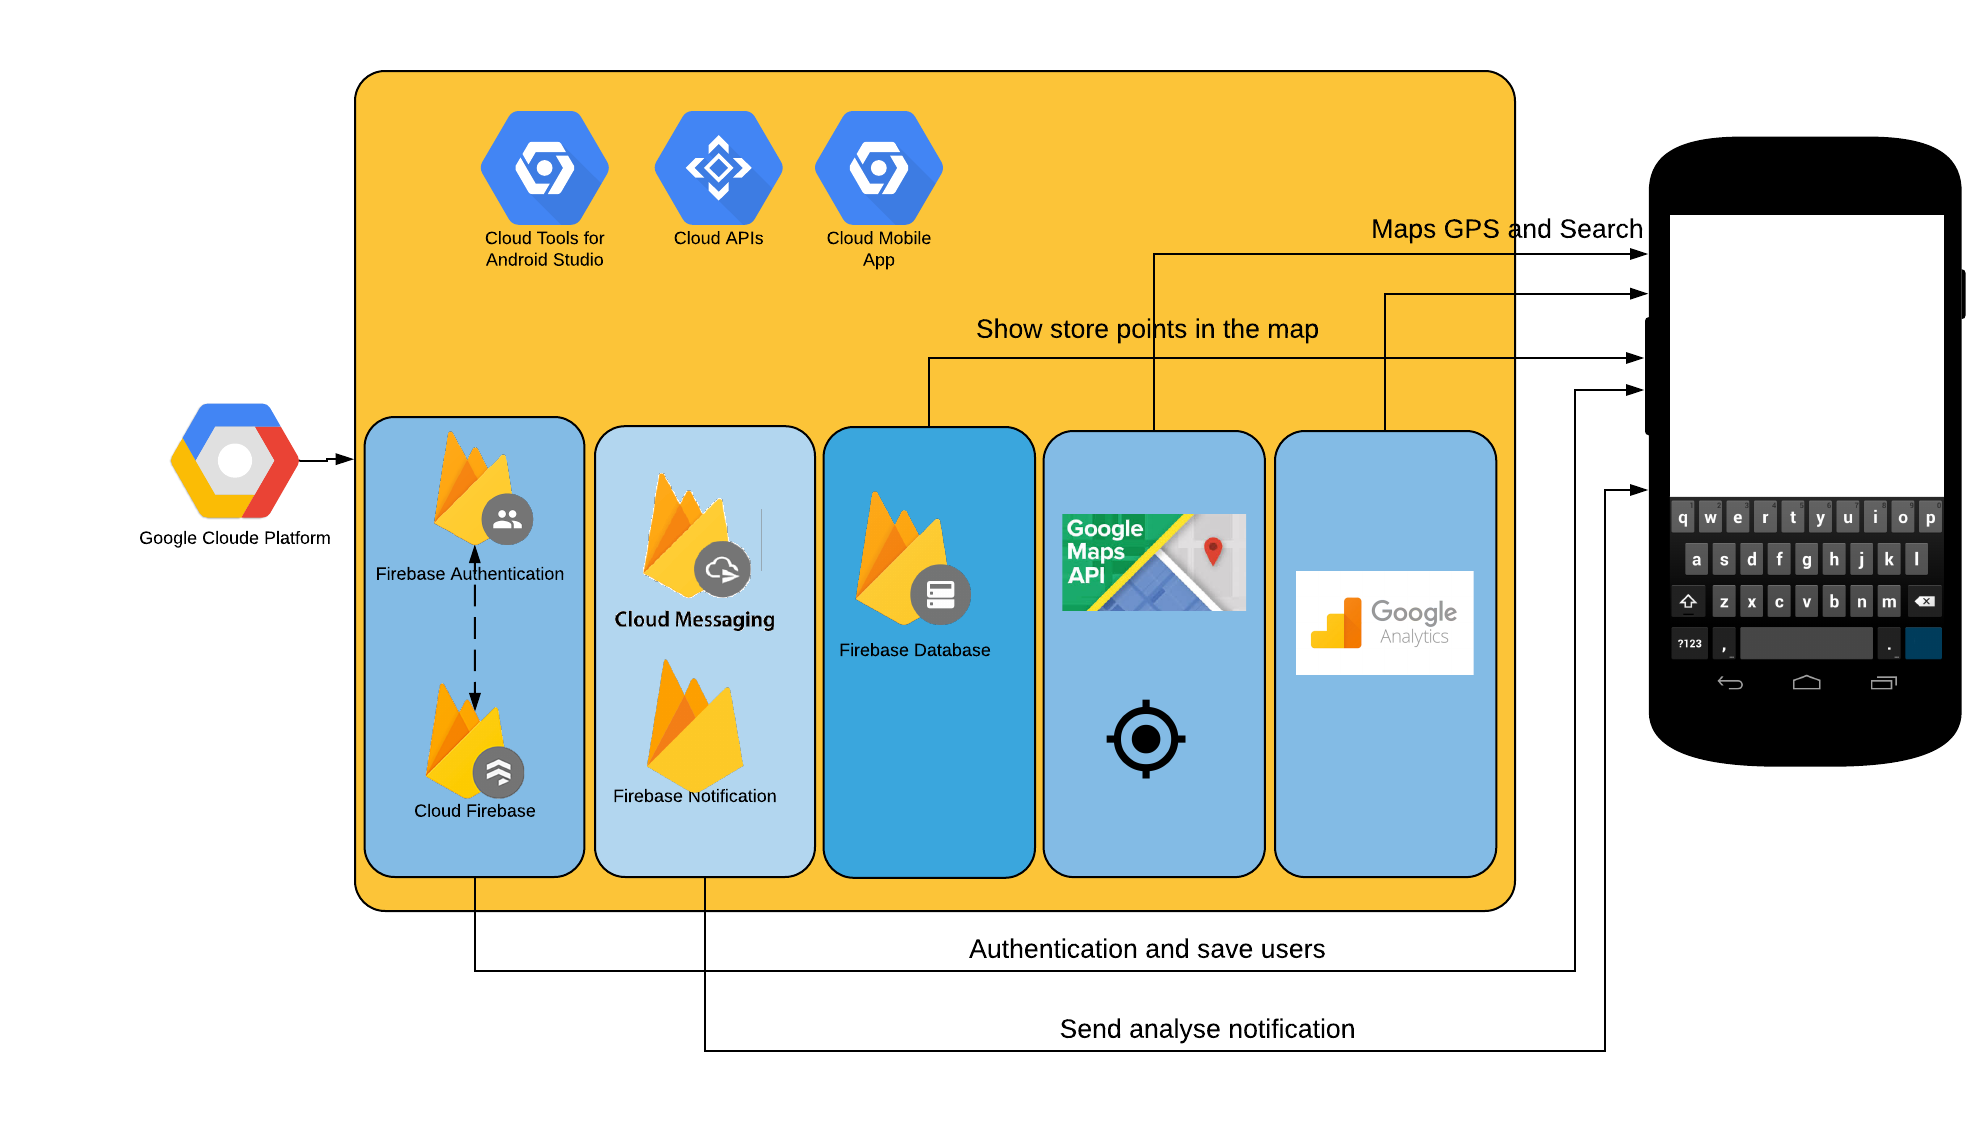 Cloud Tools for
Android Studio
Cloud APIs
Cloud Mobile
App
Maps GPS and Search
Show store points in the map
Google Cloude Platform
Firebase Authentication
Cloud Firebase
Cloud Messaging
Firebase Notification
Firebase Database
Google
Maps
API
Google
Analytics
q w e r t y u i o p
a s d f g h j k l
z x c v b n m
?123 , .
Authentication and save users
Send analyse notification